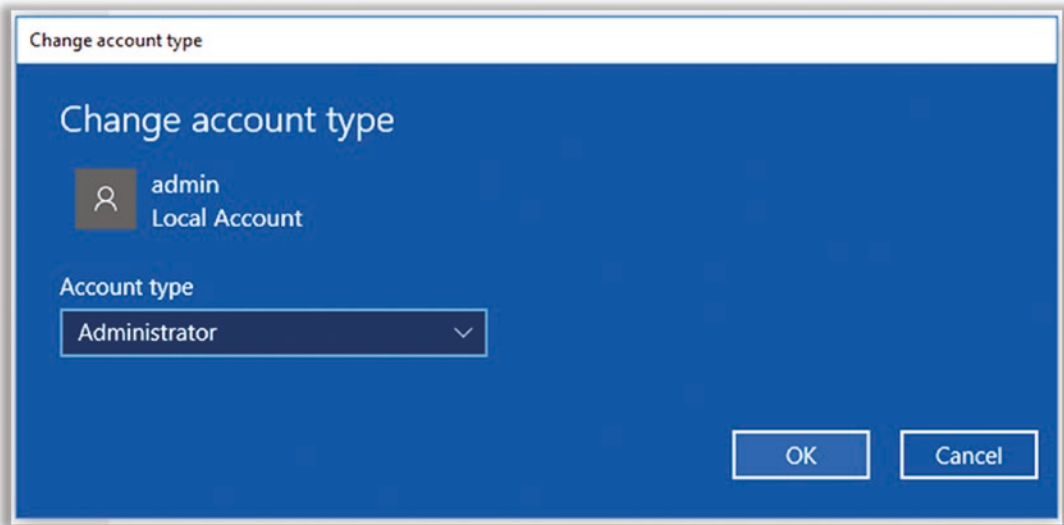 Change account type
Change account type
admin
Local Account
Account type
Administrator
OK Cancel